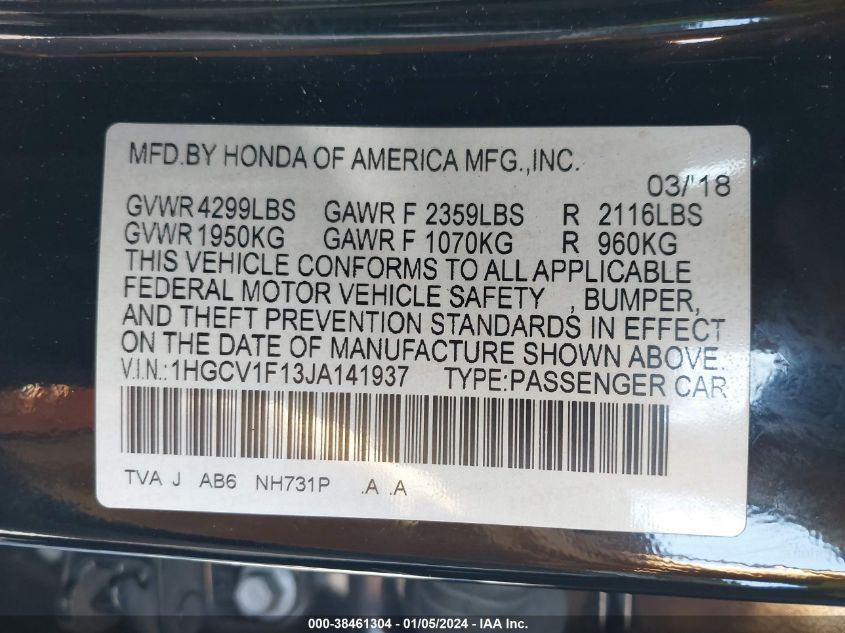 MFD.BY HONDA OF AMERICA MFG.,INC.
03/'18
GVWR 4299LBS GAWR F 2359LBS R 2116LBS
GVWR 1950KG GAWR F 1070KG R 960KG
THIS VEHICLE CONFORMS TO ALL APPLICABLE
FEDERAL MOTOR VEHICLE SAFETY , BUMPER,
AND THEFT PREVENTION STANDARDS IN EFFECT
ON THE DATE OF MANUFACTURE SHOWN ABOVE.
V.I.N.:1HGCV1F13JA141937 TYPE:PASSENGER CAR
TVA J AB6 NH731P .A .A
000-38461304 - 01/05/2024 - IAA Inc.